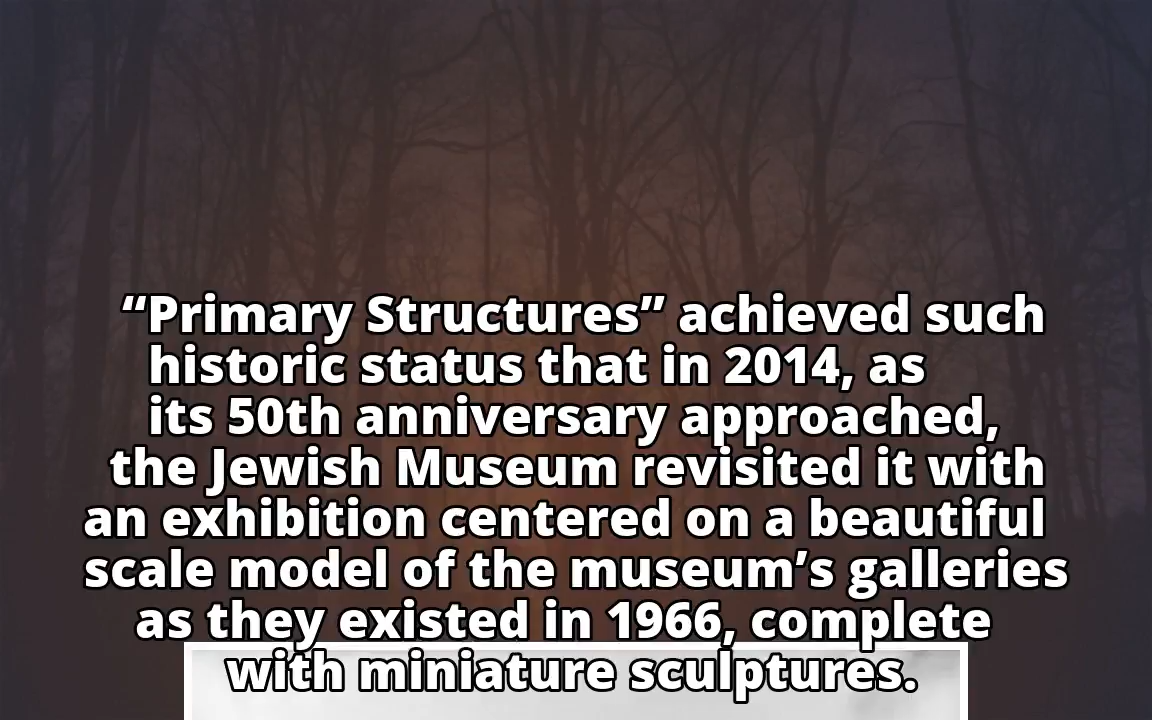 “Primary Structures” achieved such
historic status that in 2014, as
its 50th anniversary approached,
the Jewish Museum revisited it with
an exhibition centered on a beautiful
scale model of the museum’s galleries
as they existed in 1966, complete
with miniature sculptures.